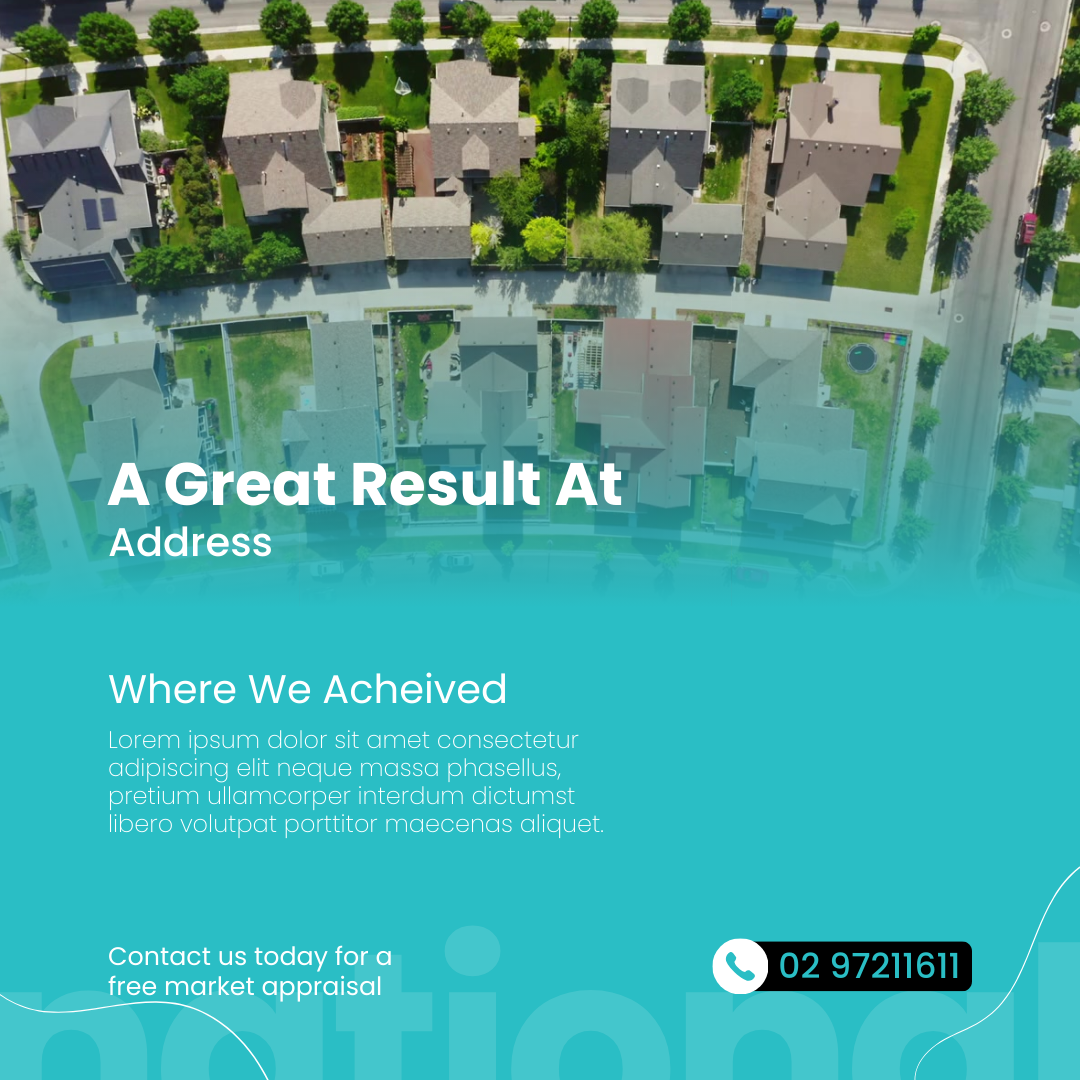 A Great Result At
Address
Where We Acheived
Lorem ipsum dolor sit amet consectetur
adipiscing elit neque massa phasellus,
pretium ullamcorper interdum dictumst
libero volutpat porttitor maecenas aliquet.
Contact us today for a
free market appraisal
02 97211611
national